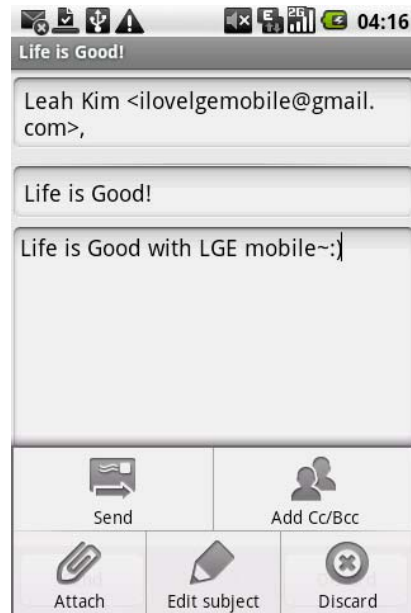 2G 04:16
Life is Good!
Leah Kim <ilovelgemobile@gmail.
com>,
Life is Good!
Life is Good with LGE mobile~:)
Send Add Cc/Bcc
Attach Edit subject Discard